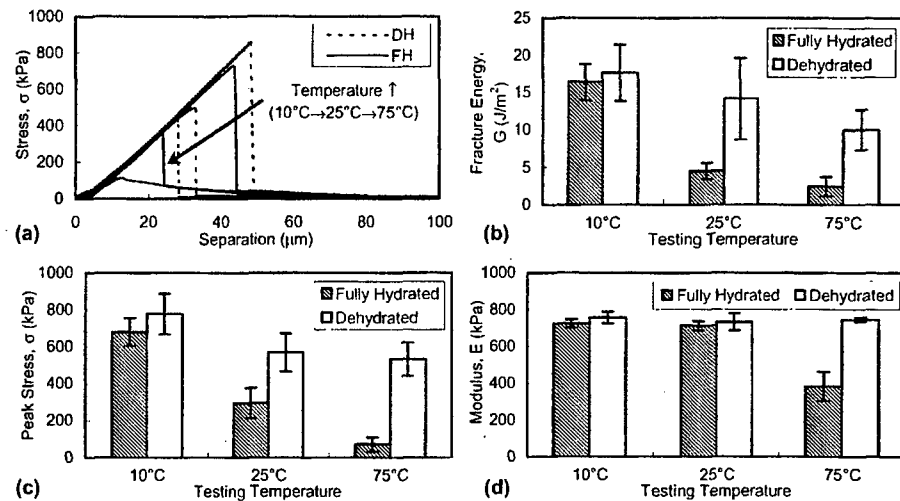 1000
800
600
400
200
0
Stress, σ (kPa)
DH
FH
Temperature ↑
(10°C→25°C→75°C)
0 20 40 60 80 100
Separation (μm)
(a)
25
20
15
10
5
0
Fracture Energy,
G (J/m²)
Fully Hydrated
Dehydrated
10°C 25°C 75°C
Testing Temperature
(b)
1000
800
600
400
200
0
Peak Stress, σ (kPa)
Fully Hydrated
Dehydrated
10°C 25°C 75°C
Testing Temperature
(c)
1000
800
600
400
200
0
Modulus, E (kPa)
Fully Hydrated Dehydrated
10°C 25°C 75°C
Testing Temperature
(d)